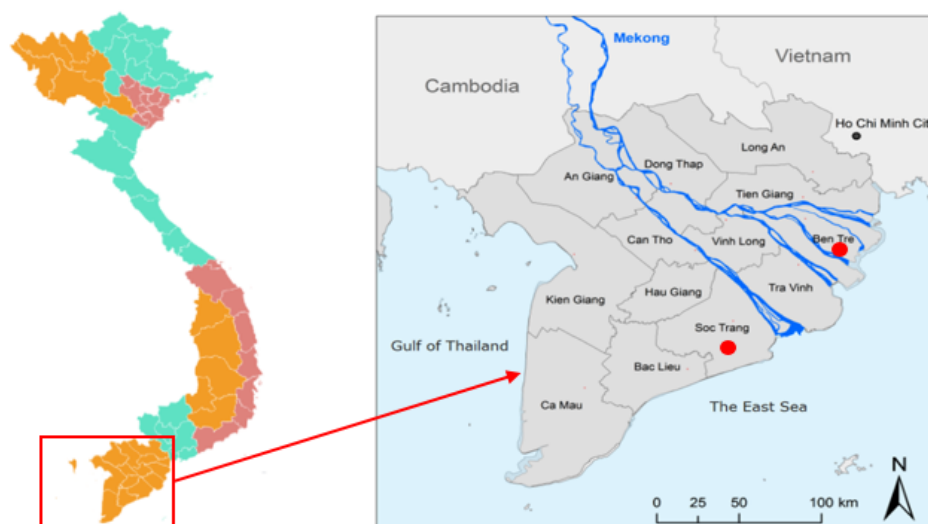 Mekong
Vietnam
Cambodia
Ho Chi Minh City
Long An
Dong Thap
An Giang
Tien Giang
Ben Tre
Can Tho
Vinh Long
Tra Vinh
Hau Giang
Kien Giang
Soc Trang
Gulf of Thailand
Bac Lieu
Ca Mau
The East Sea
N
0 25 50 100 km